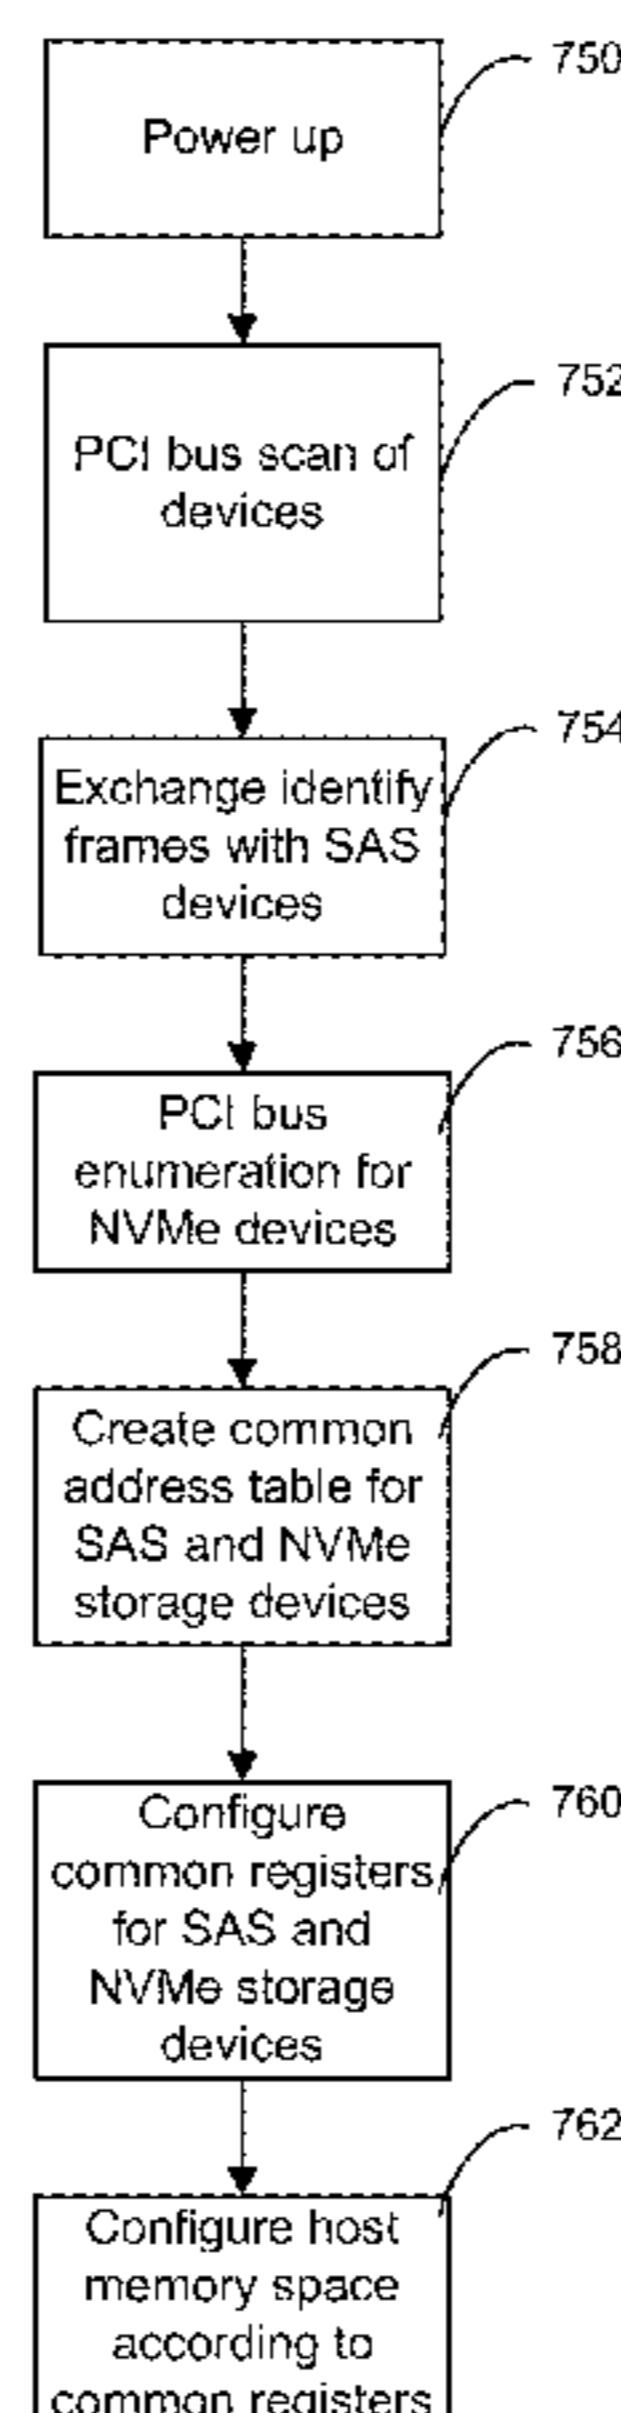 750
Power up
752
PCI bus scan of
devices
754
Exchange identify
frames with SAS
devices
756
PCI bus
enumeration for
NVMe devices
758
Create common
address table for
SAS and NVMe
storage devices
760
Configure
common registers
for SAS and
NVMe storage
devices
762
Configure host
memory space
according to
common registers